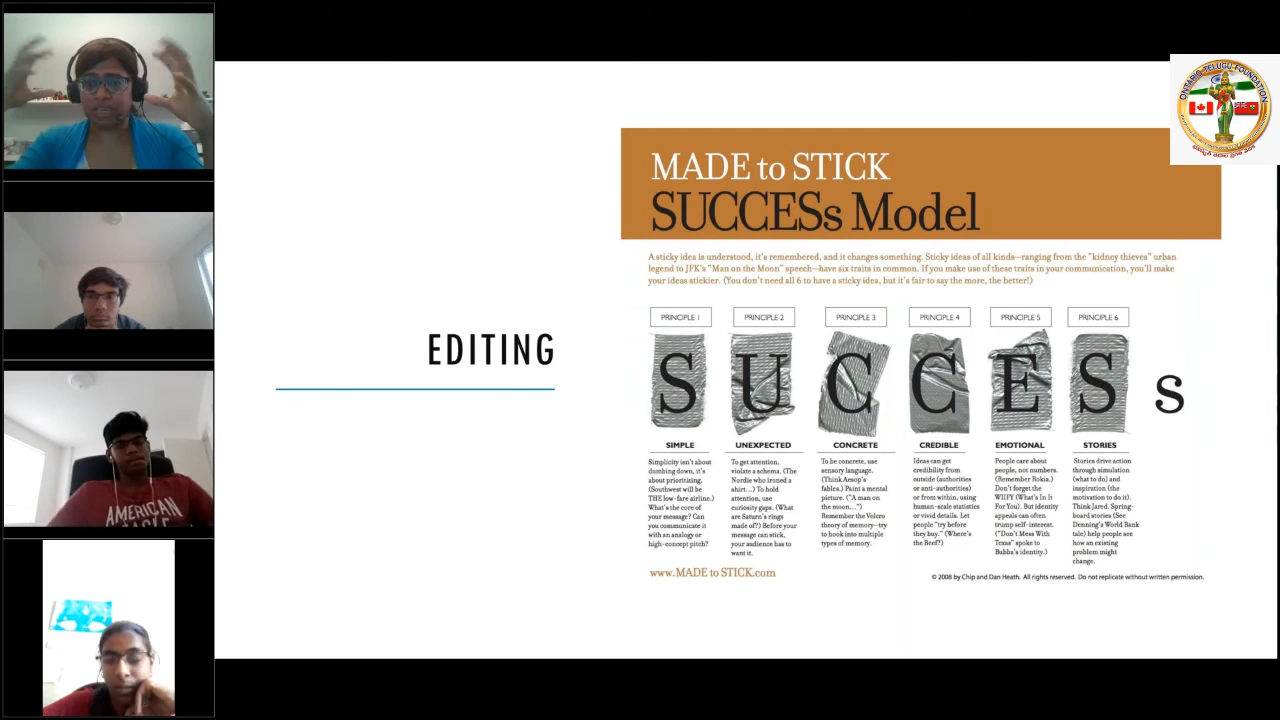 EDITING
MADE to STICK
SUCCESs Model
A sticky idea is understood, it's remembered, and it changes something. Sticky ideas of all kinds—ranging from the "kidney thieves" urban
legend to JFK's "Man on the Moon" speech—have six traits in common. If you make use of these traits in your communication, you'll make
your ideas stickier. (You don't need all 6 to have a sticky idea, but it's fair to say the more, the better!)
PRINCIPLE 1
PRINCIPLE 2
PRINCIPLE 3
PRINCIPLE 4
PRINCIPLE 5
PRINCIPLE 6
S U C C E S s
SIMPLE
Simplicity isn't about
dumbing down, it's
about prioritizing.
(Southwest will be
THE low-fare airline.)
What's the core of
your message? Can
you communicate it
with an analogy or
high-concept pitch?
UNEXPECTED
To get attention,
violate a schema. (The
Nordie who ironed a
shirt...) To hold
attention, use
curiosity gaps. (What
are Saturn's rings
made of?) Before your
message can stick,
your audience has to
want it.
CONCRETE
To be concrete, use
sensory language.
(Think Aesop's
fables.) Paint a mental
picture. ("A man on
the moon...")
Remember the Velcro
theory of memory—try
to hook into multiple
types of memory.
CREDIBLE
Ideas can get
credibility from
outside (authorities
or anti-authorities)
or from within, using
human-scale statistics
or vivid details. Let
people "try before
they buy." (Where's
the Beef?)
EMOTIONAL
People care about
people, not numbers.
(Remember Rokia.)
Don't forget the
WIIFY (What's In It
For You). But identity
appeals can often
trump self-interest.
("Don't Mess With
Texas" spoke to
Bubba's identity.)
STORIES
Stories drive action
through simulation
(what to do) and
inspiration (the
motivation to do it).
Think Jared. Spring-
board stories (See
Denning's World Bank
tale) help people see
how an existing
problem might
change.
www.MADE to STICK.com
© 2008 by Chip and Dan Heath. All rights reserved. Do not replicate without written permission.
ONTARIO TELUGU FOUNDATION
AMERICAN